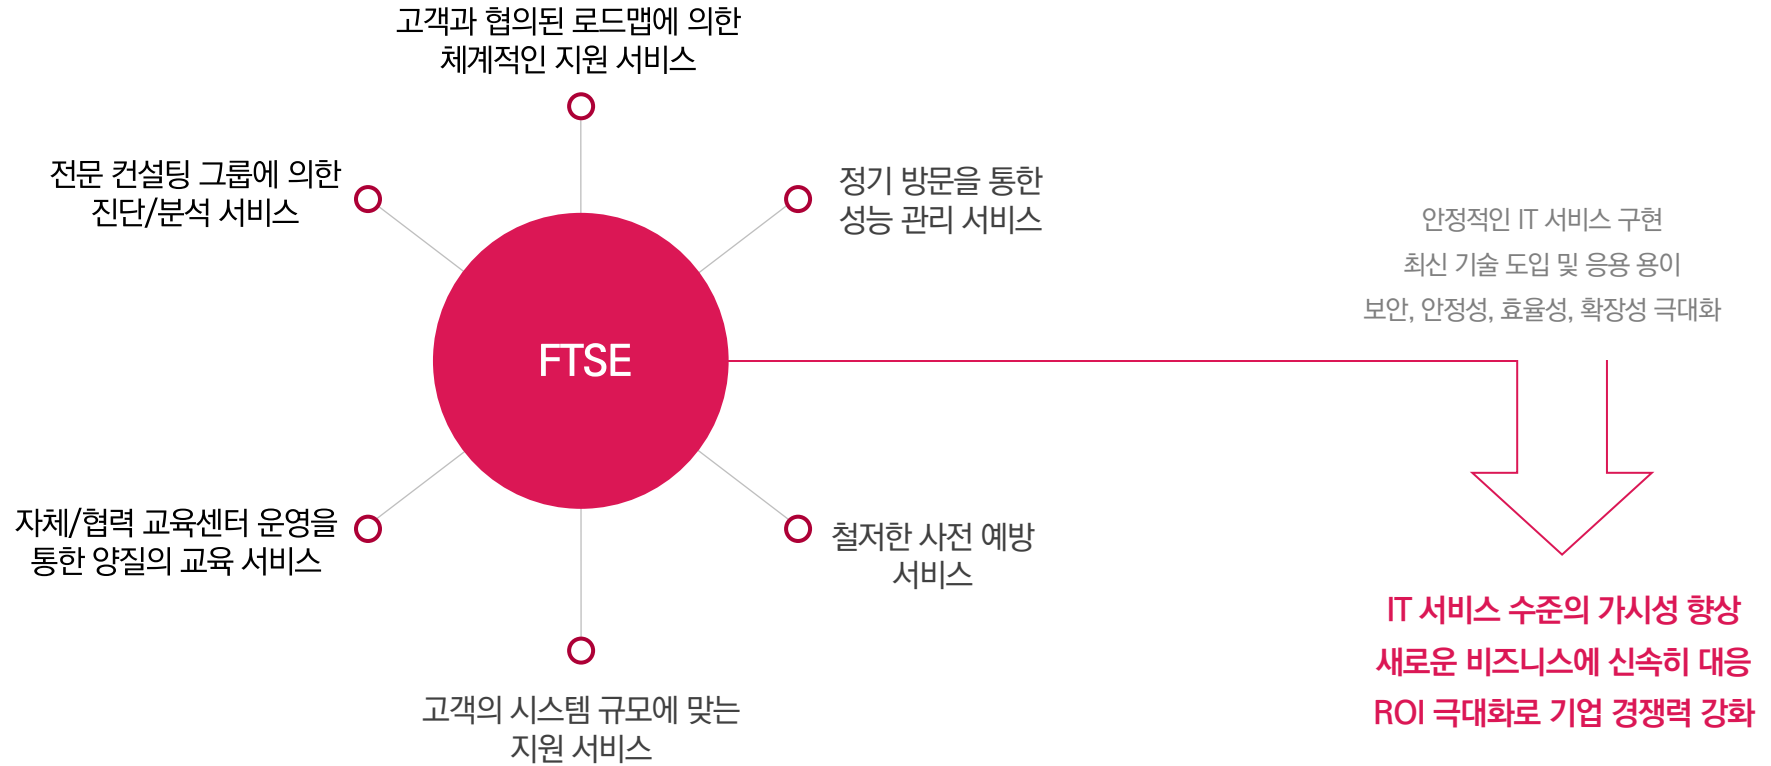 고객과 협의된 로드맵에 의한
체계적인 지원 서비스
전문 컨설팅 그룹에 의한
진단/분석 서비스
정기 방문을 통한
성능 관리 서비스
안정적인 IT 서비스 구현
최신 기술 도입 및 응용 용이
보안, 안정성, 효율성, 확장성 극대화
FTSE
자체/협력 교육센터 운영을
통한 양질의 교육 서비스
철저한 사전 예방
서비스
고객의 시스템 규모에 맞는
지원 서비스
IT 서비스 수준의 가시성 향상
새로운 비즈니스에 신속히 대응
ROI 극대화로 기업 경쟁력 강화